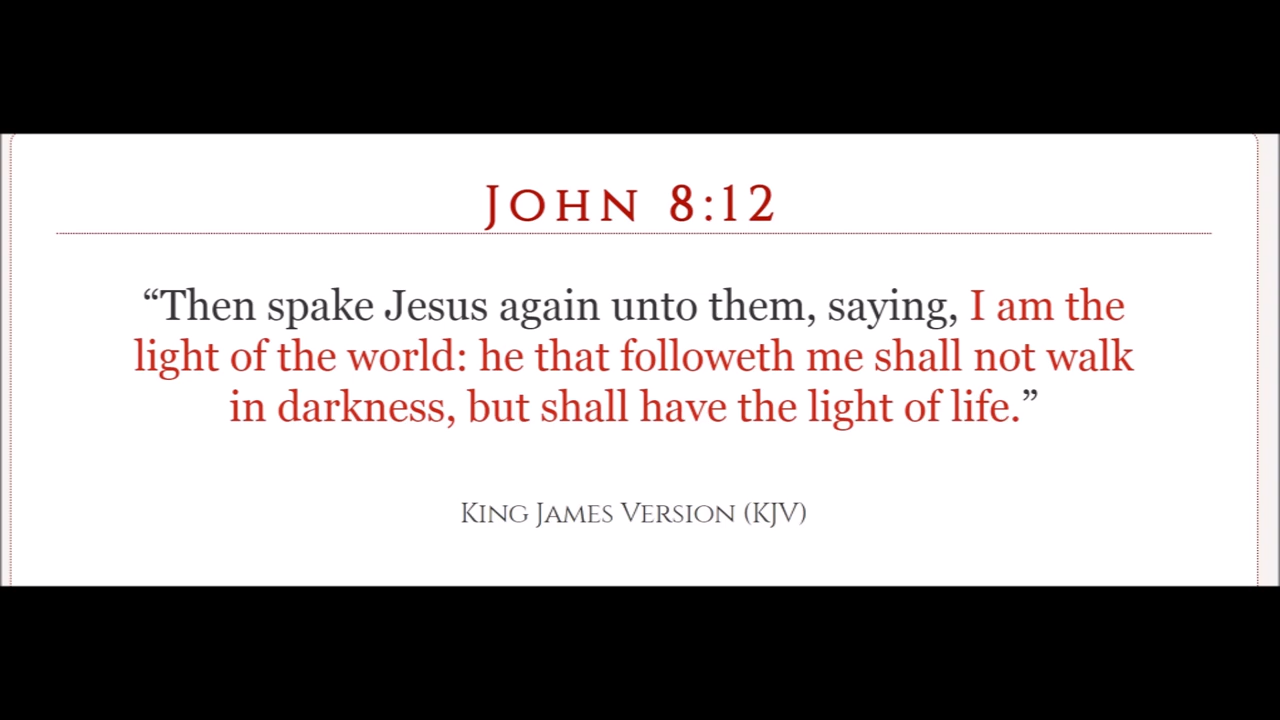 John 8:12
“Then spake Jesus again unto them, saying, I am the
light of the world: he that followeth me shall not walk
in darkness, but shall have the light of life.”
King James Version (KJV)